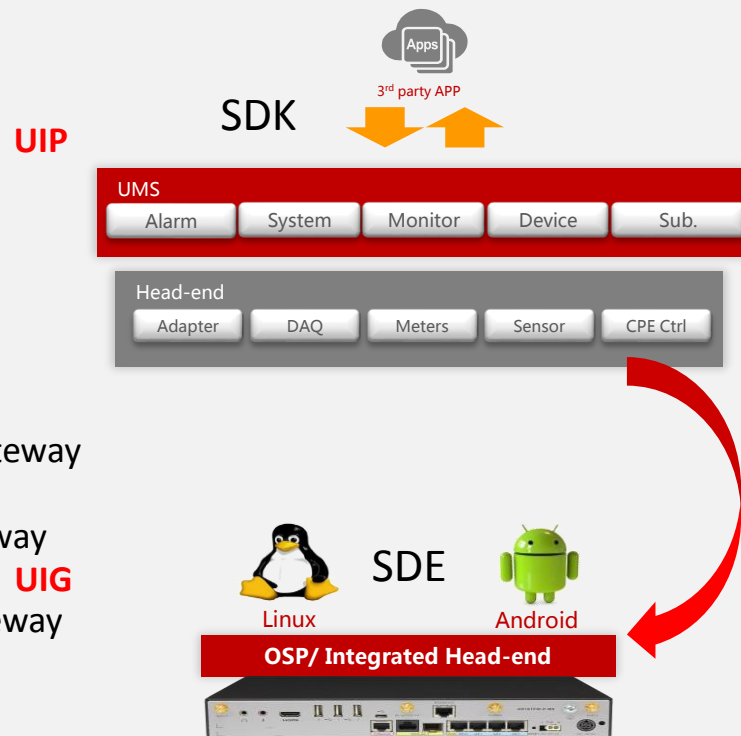 Apps
3rd party APP
SDK
UIP
UMS
Alarm System Monitor Device Sub.
Head-end
Adapter DAQ Meters Sensor CPE Ctrl
teway
way
SDE
UIG
eway
Linux Android
OSP/ Integrated Head-end